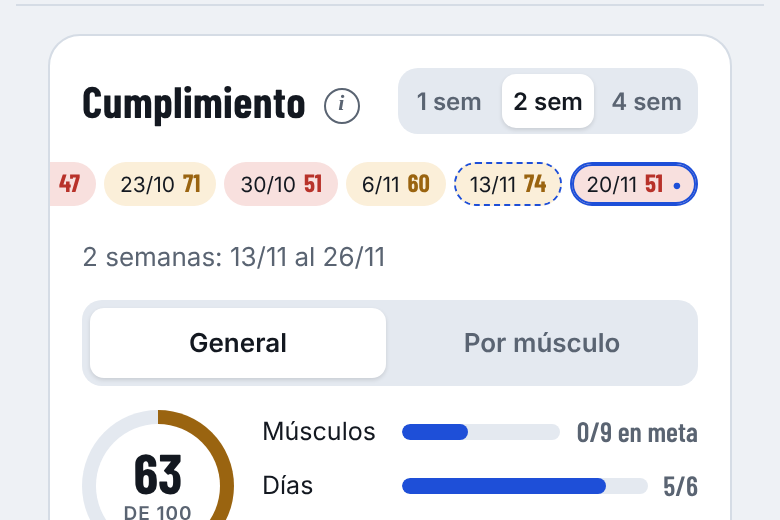 Cumplimiento i 1 sem 2 sem 4 sem
47 23/10 71 30/10 51 6/11 60 13/11 74 20/11 51
2 semanas: 13/11 al 26/11
General Por músculo
Músculos 0/9 en meta
63
Días 5/6
DE 100